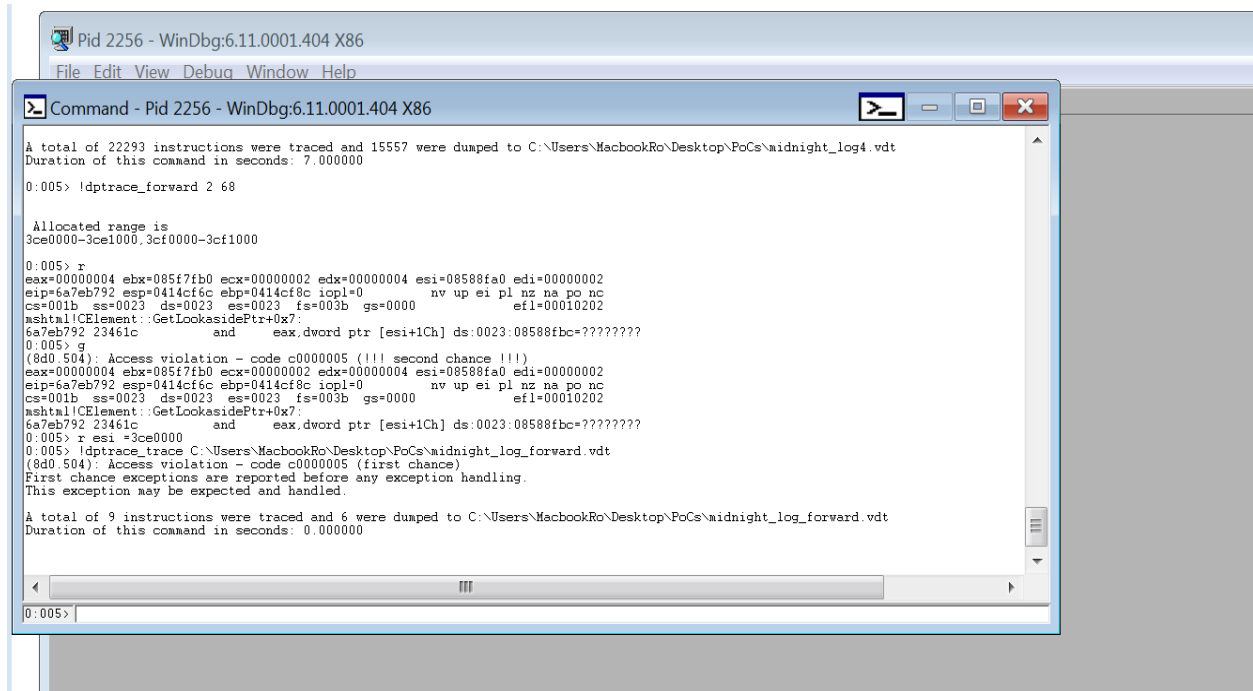 Pid 2256 - WinDbg:6.11.0001.404 X86
File Edit View Debug Window Help
Command - Pid 2256 - WinDbg:6.11.0001.404 X86
A total of 22293 instructions were traced and 15557 were dumped to C:\Users\MacbookRo\Desktop\PoCs\midnight_log4.vdt
Duration of this command in seconds: 7.000000
0:005> !dptrace_forward 2 68
Allocated range is
3ce0000-3ce1000,3cf0000-3cf1000
0:005> r
eax=00000004 ebx=085f7fb0 ecx=00000002 edx=00000004 esi=08588fa0 edi=00000002
eip=6a7eb792 esp=0414cf6c ebp=0414cf8c iopl=0 nv up ei pl nz na po nc
cs=001b ss=0023 ds=0023 es=0023 fs=003b gs=0000 efl=00010202
mshtml!CElement::GetLookasidePtr+0x7:
6a7eb792 23461c and eax,dword ptr [esi+1Ch] ds:0023:08588fbc=????????
0:005> g
(8d0.504): Access violation - code c0000005 (!!! second chance !!!)
eax=00000004 ebx=085f7fb0 ecx=00000002 edx=00000004 esi=08588fa0 edi=00000002
eip=6a7eb792 esp=0414cf6c ebp=0414cf8c iopl=0 nv up ei pl nz na po nc
cs=001b ss=0023 ds=0023 es=0023 fs=003b gs=0000 efl=00010202
mshtml!CElement::GetLookasidePtr+0x7:
6a7eb792 23461c and eax,dword ptr [esi+1Ch] ds:0023:08588fbc=????????
0:005> r esi =3ce0000
0:005> !dptrace_trace C:\Users\MacbookRo\Desktop\PoCs\midnight_log_forward.vdt
(8d0.504): Access violation - code c0000005 (first chance)
First chance exceptions are reported before any exception handling.
This exception may be expected and handled.
A total of 9 instructions were traced and 6 were dumped to C:\Users\MacbookRo\Desktop\PoCs\midnight_log_forward.vdt
Duration of this command in seconds: 0.000000
0:005>